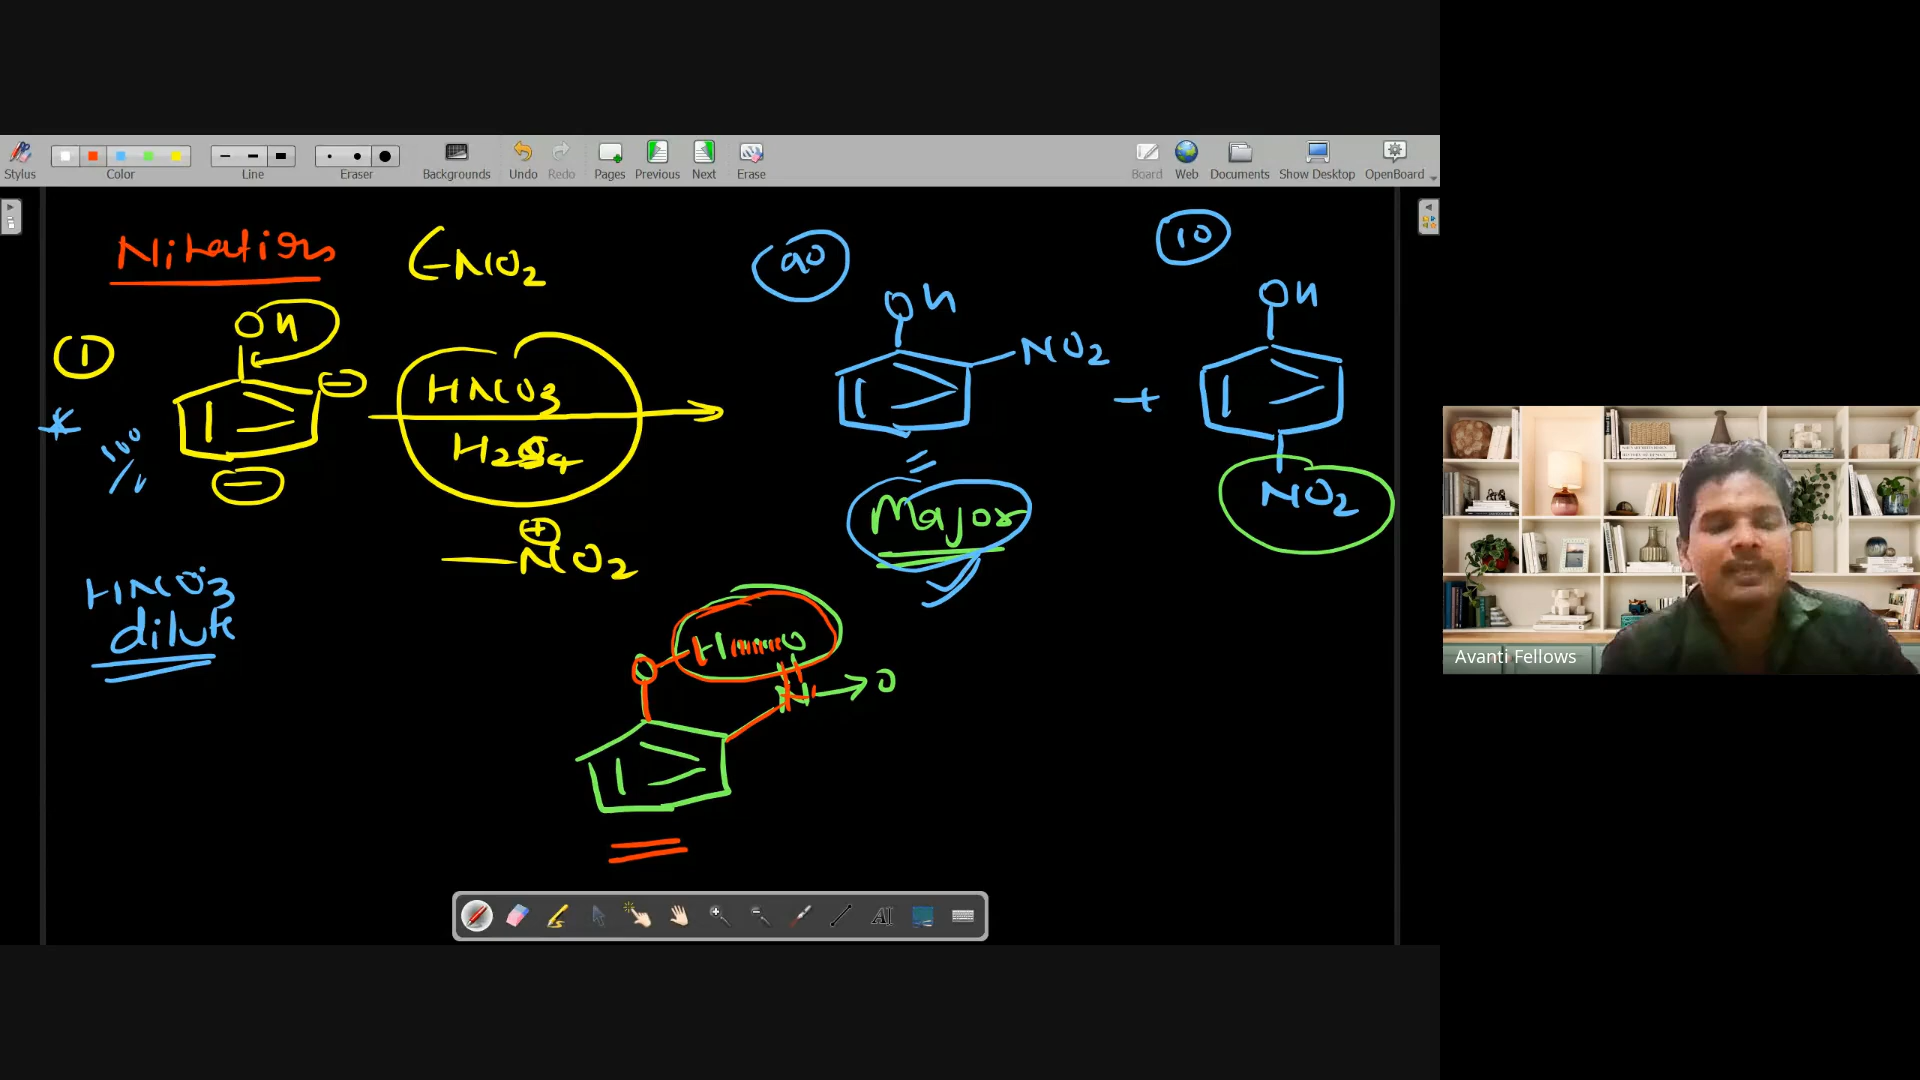 Stylus
Color
Line
Eraser
Backgrounds
Undo
Redo
Pages
Previous
Next
Erase
Board
Web
Documents
Show Desktop
OpenBoard
Nitration
(-NO2
90
10
1
OH
HNO3
H2SO4
100%
OH
NO2
+
OH
NO2
Major
NO2
HNO3
dilute
O
H
O
N
O
Avanti Fellows